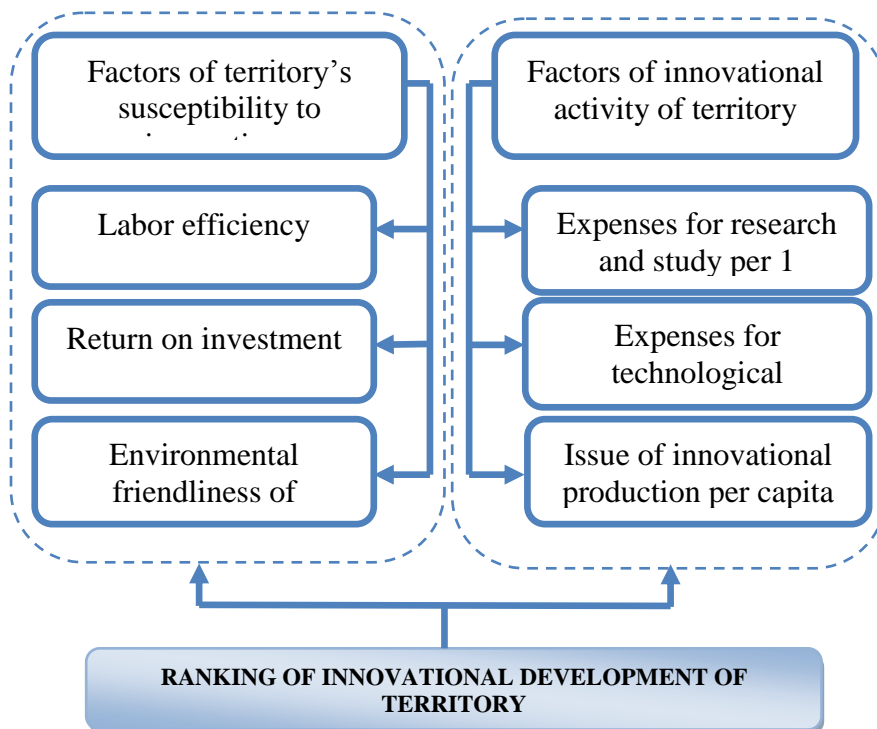 Factors of territory’s
susceptibility to
Labor efficiency
Return on investment
Environmental
friendliness of
Factors of innovational
activity of territory
Expenses for research
and study per 1
Expenses for
technological
Issue of innovational
production per capita
RANKING OF INNOVATIONAL DEVELOPMENT OF
TERRITORY